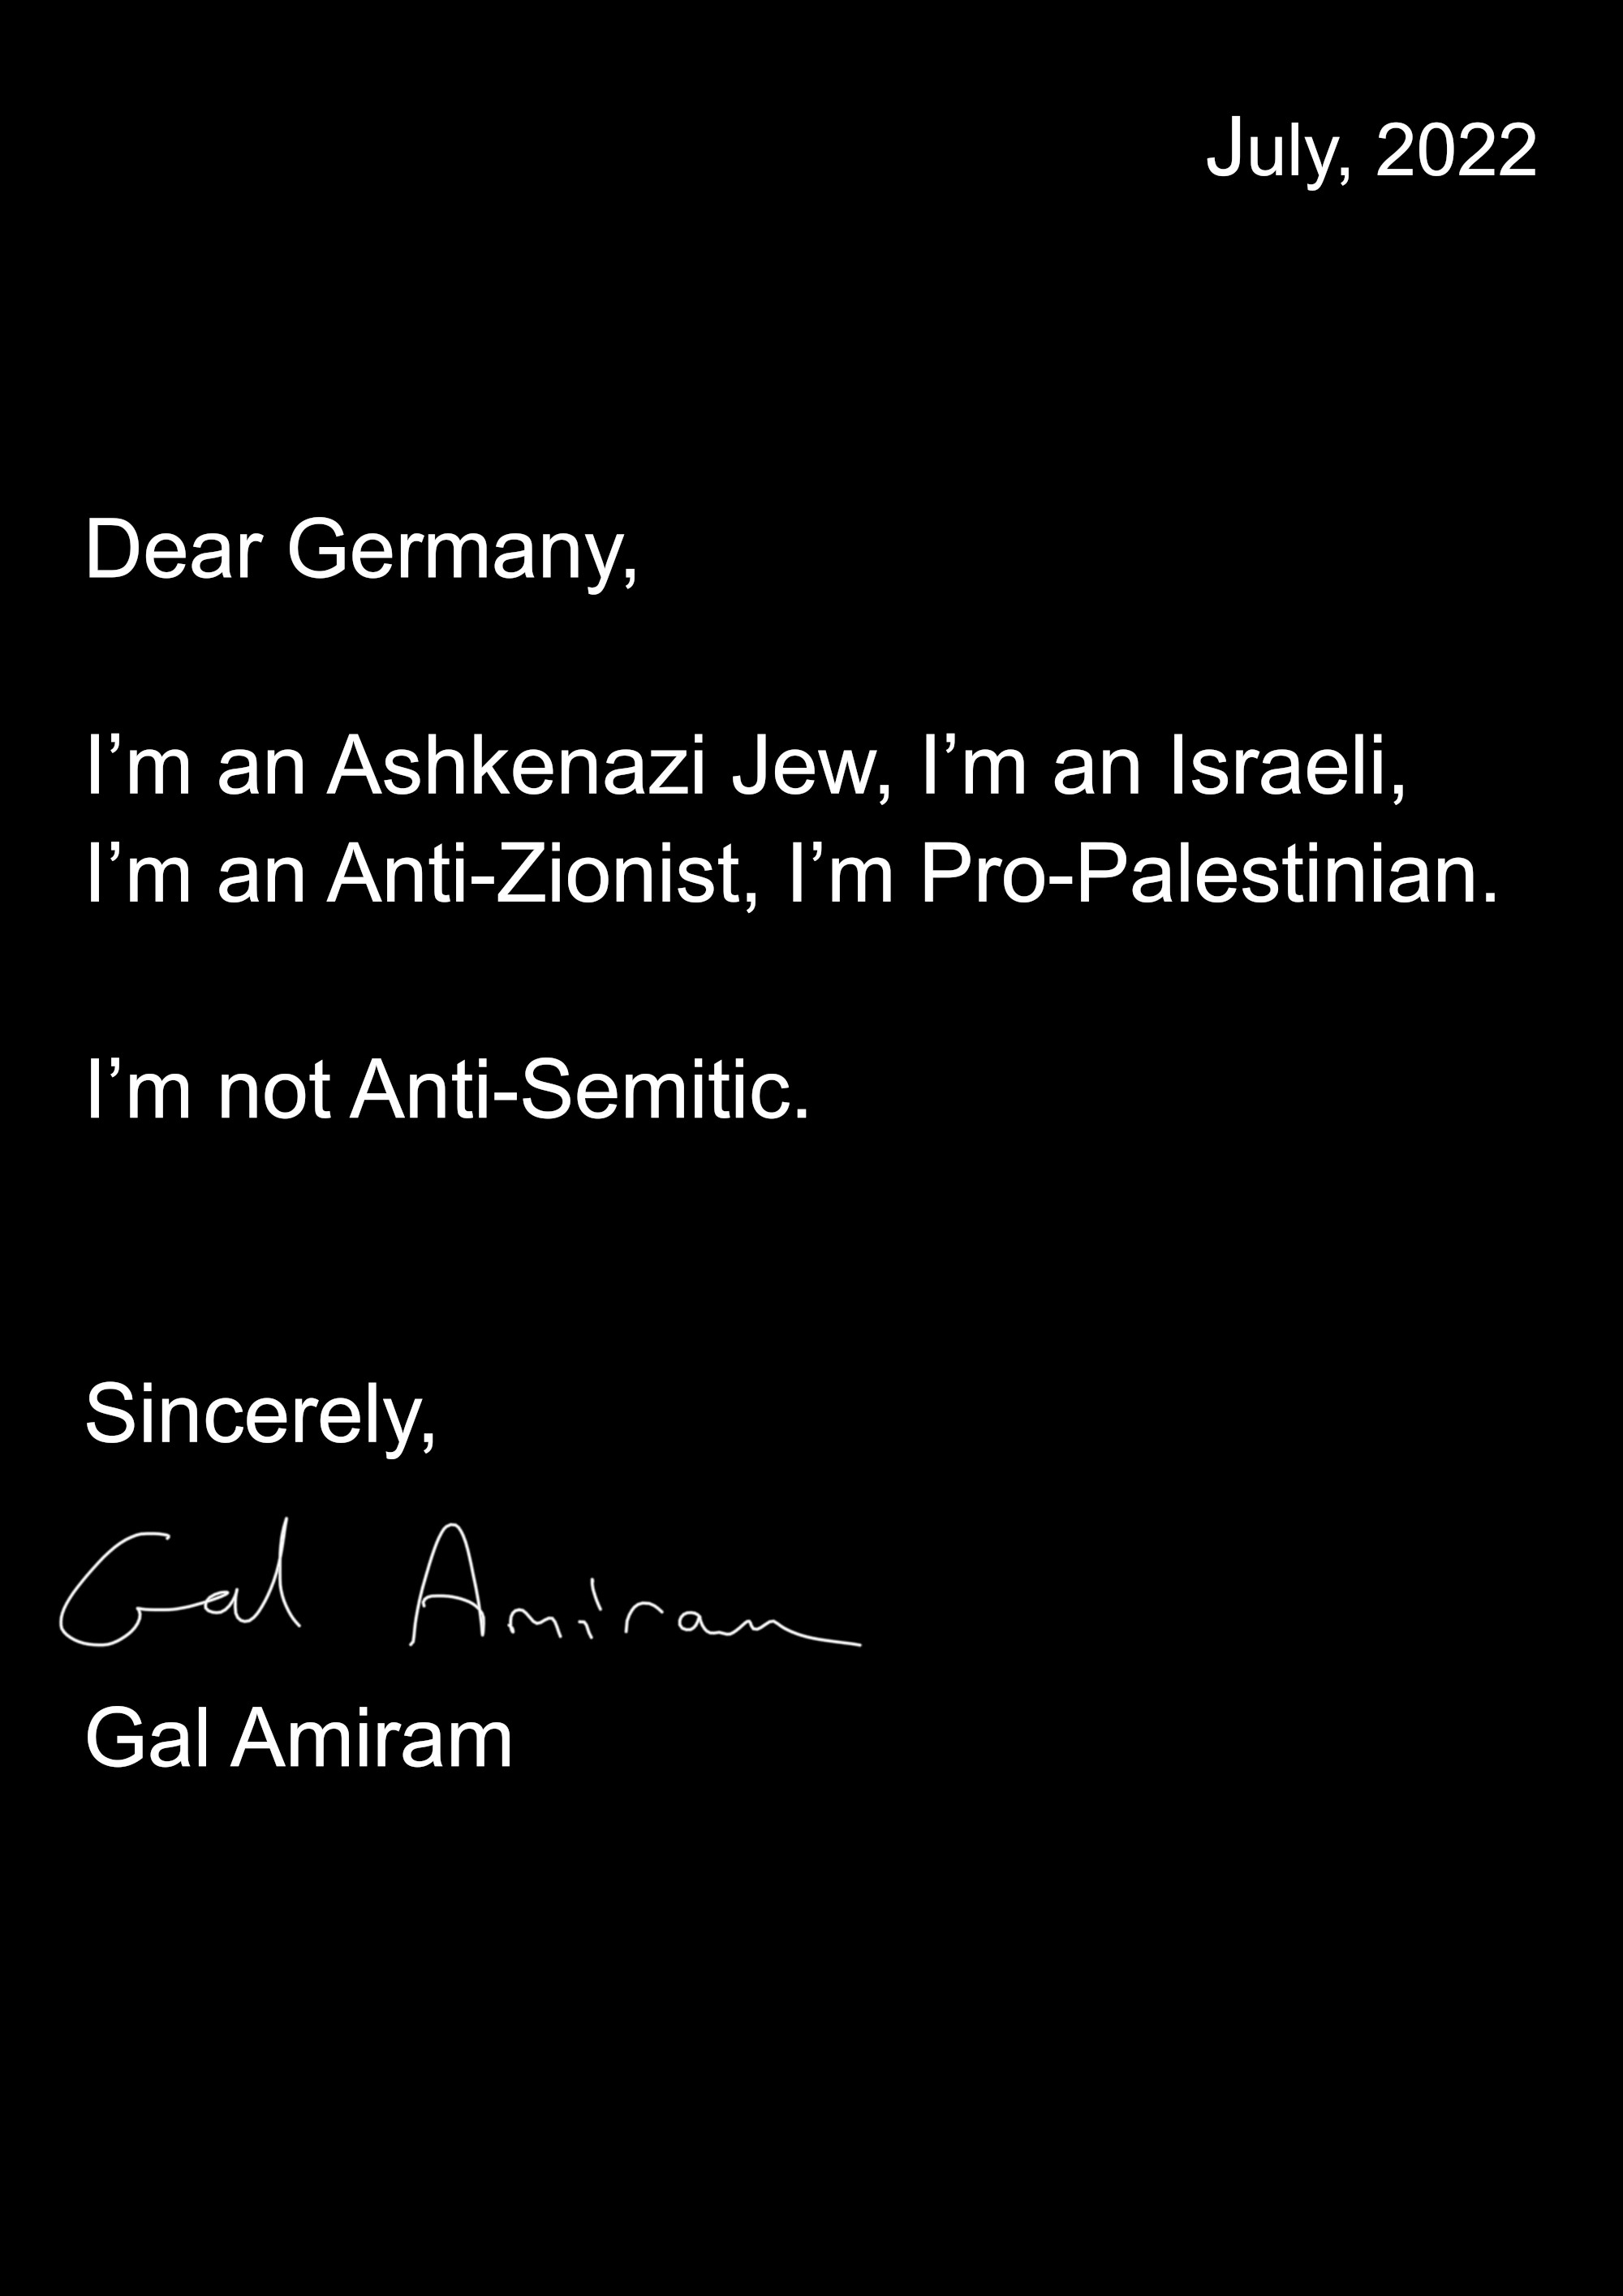 July, 2022
Dear Germany,
I’m an Ashkenazi Jew, I’m an Israeli,
I’m an Anti-Zionist, I’m Pro-Palestinian.
I’m not Anti-Semitic.
Sincerely,
Gal Amiram
Gal Amiram